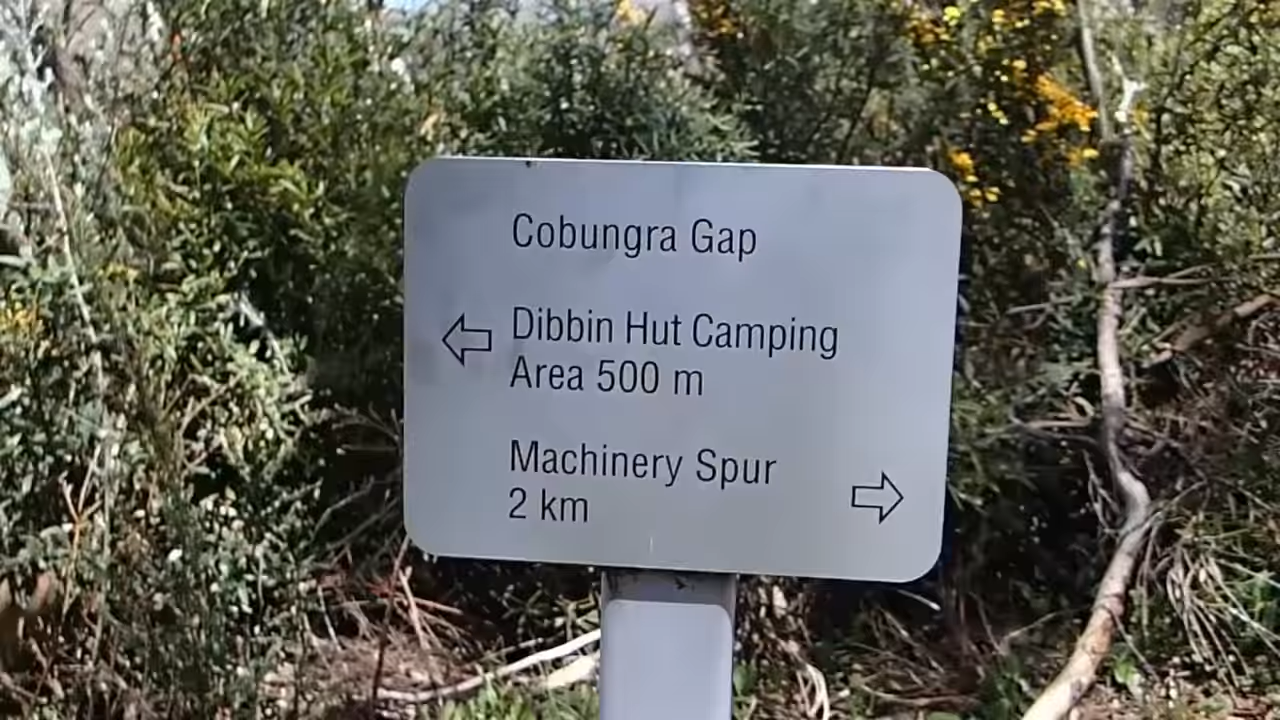 Cobungra Gap
Dibbin Hut Camping
Area 500 m
Machinery Spur
2 km